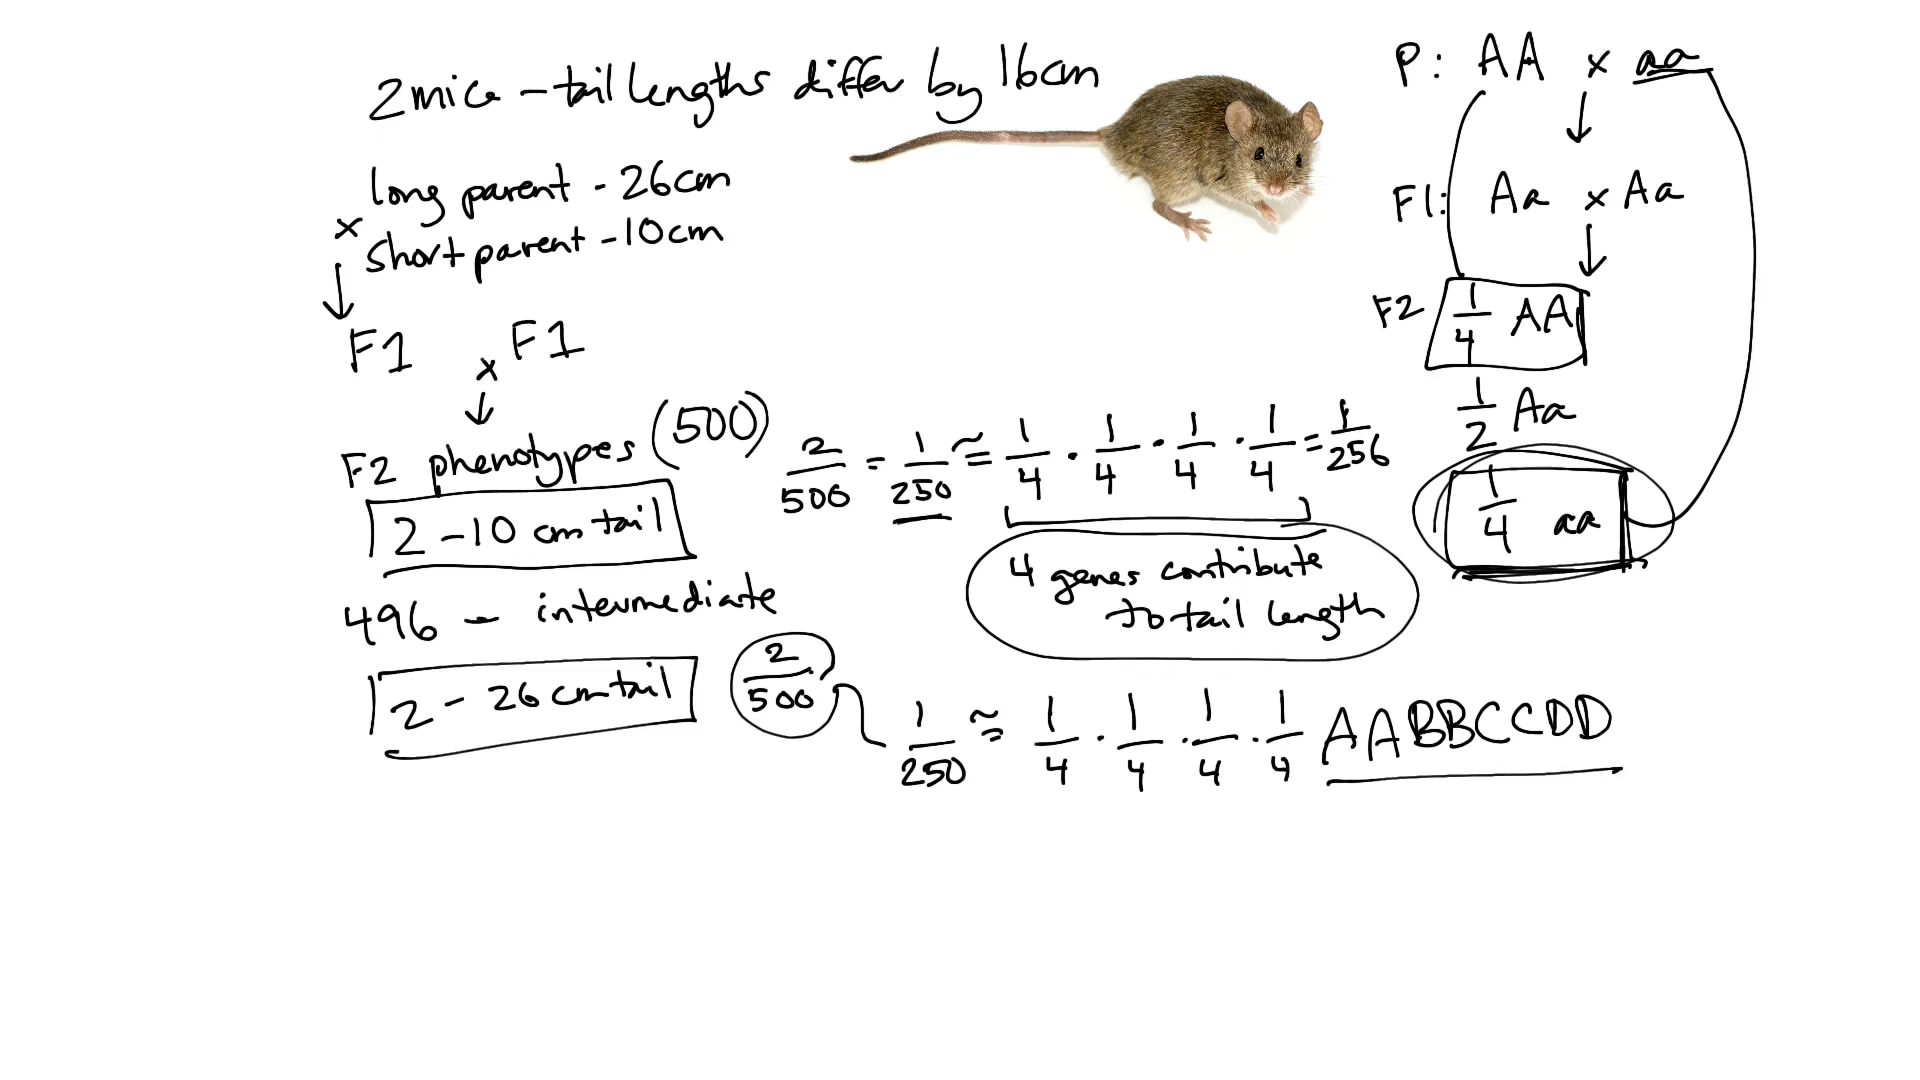 2 mice – tail lengths differ by 16cm
long parent - 26cm
x
short parent - 10cm
F1 x F1
F2 phenotypes (500)
2 - 10 cm tail
496 - intermediate
2 - 26 cm tail
2/500 = 1/250 ≅ 1/4 · 1/4 · 1/4 · 1/4 = 1/256
4 genes contribute
to tail length
2/500
1/250 ≅ 1/4 · 1/4 · 1/4 · 1/4 AABBCCDD
P: AA x aa
F1: Aa x Aa
F2 1/4 AA
1/2 Aa
1/4 aa